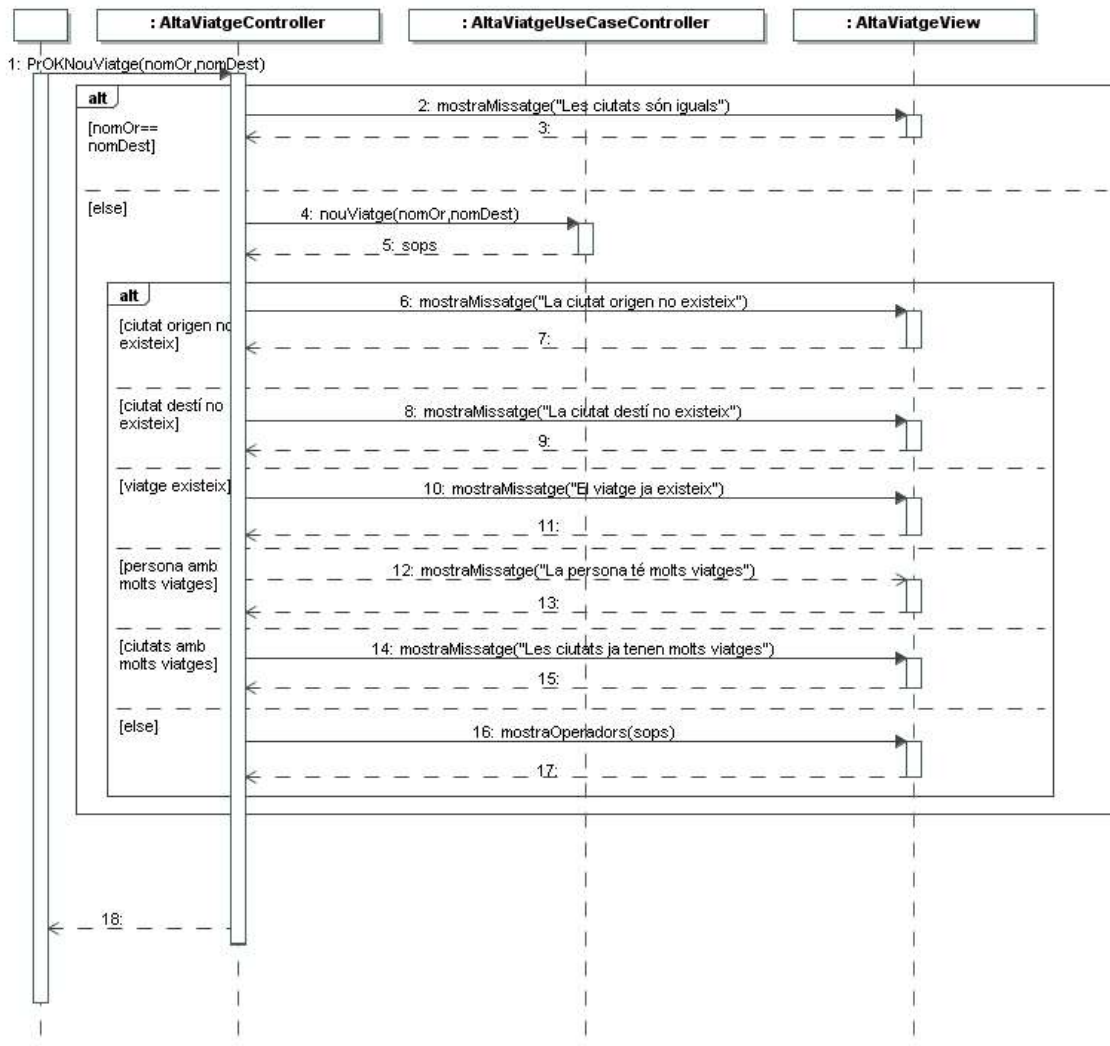 : AltaViatgeController
: AltaViatgeUseCaseController
: AltaViatgeView
1: PrOKNouViatge(nomOr,nomDest)
alt
[nomOr==
nomDest]
2: mostraMissatge("Les ciutats són iguals")
3:
[else]
4: nouViatge(nomOr,nomDest)
5: sops
alt
[ciutat origen no
existeix]
6: mostraMissatge("La ciutat origen no existeix")
7:
[ciutat destí no
existeix]
8: mostraMissatge("La ciutat destí no existeix")
9:
[viatge existeix]
10: mostraMissatge("El viatge ja existeix")
11:
[persona amb
molts viatges]
12: mostraMissatge("La persona té molts viatges")
13:
[ciutats amb
molts viatges]
14: mostraMissatge("Les ciutats ja tenen molts viatges")
15:
[else]
16: mostraOperadors(sops)
17:
18: